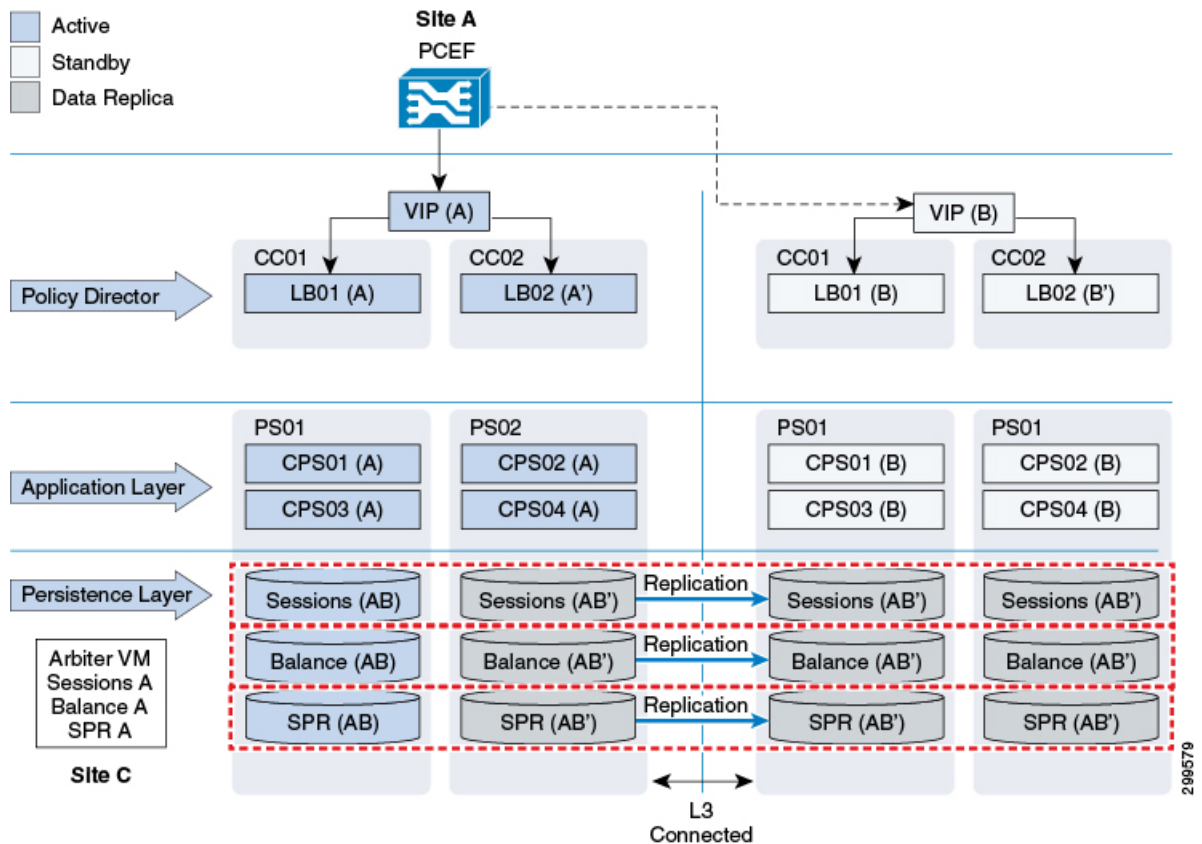 Active
Standby
Data Replica
Site A
PCEF
VIP (A)
VIP (B)
CC01
CC02
CC01
CC02
Policy Director
LB01 (A)
LB02 (A')
LB01 (B)
LB02 (B')
PS01
PS02
PS01
PS01
Application Layer
CPS01 (A)
CPS02 (A)
CPS01 (B)
CPS02 (B)
CPS03 (A)
CPS04 (A)
CPS03 (B)
CPS04 (B)
Persistence Layer
Sessions (AB)
Sessions (AB')
Replication
Sessions (AB')
Sessions (AB')
Balance (AB)
Balance (AB')
Replication
Balance (AB')
Balance (AB')
SPR (AB)
SPR (AB')
Replication
SPR (AB')
SPR (AB')
Arbiter VM
Sessions A
Balance A
SPR A
Site C
L3
Connected
299579